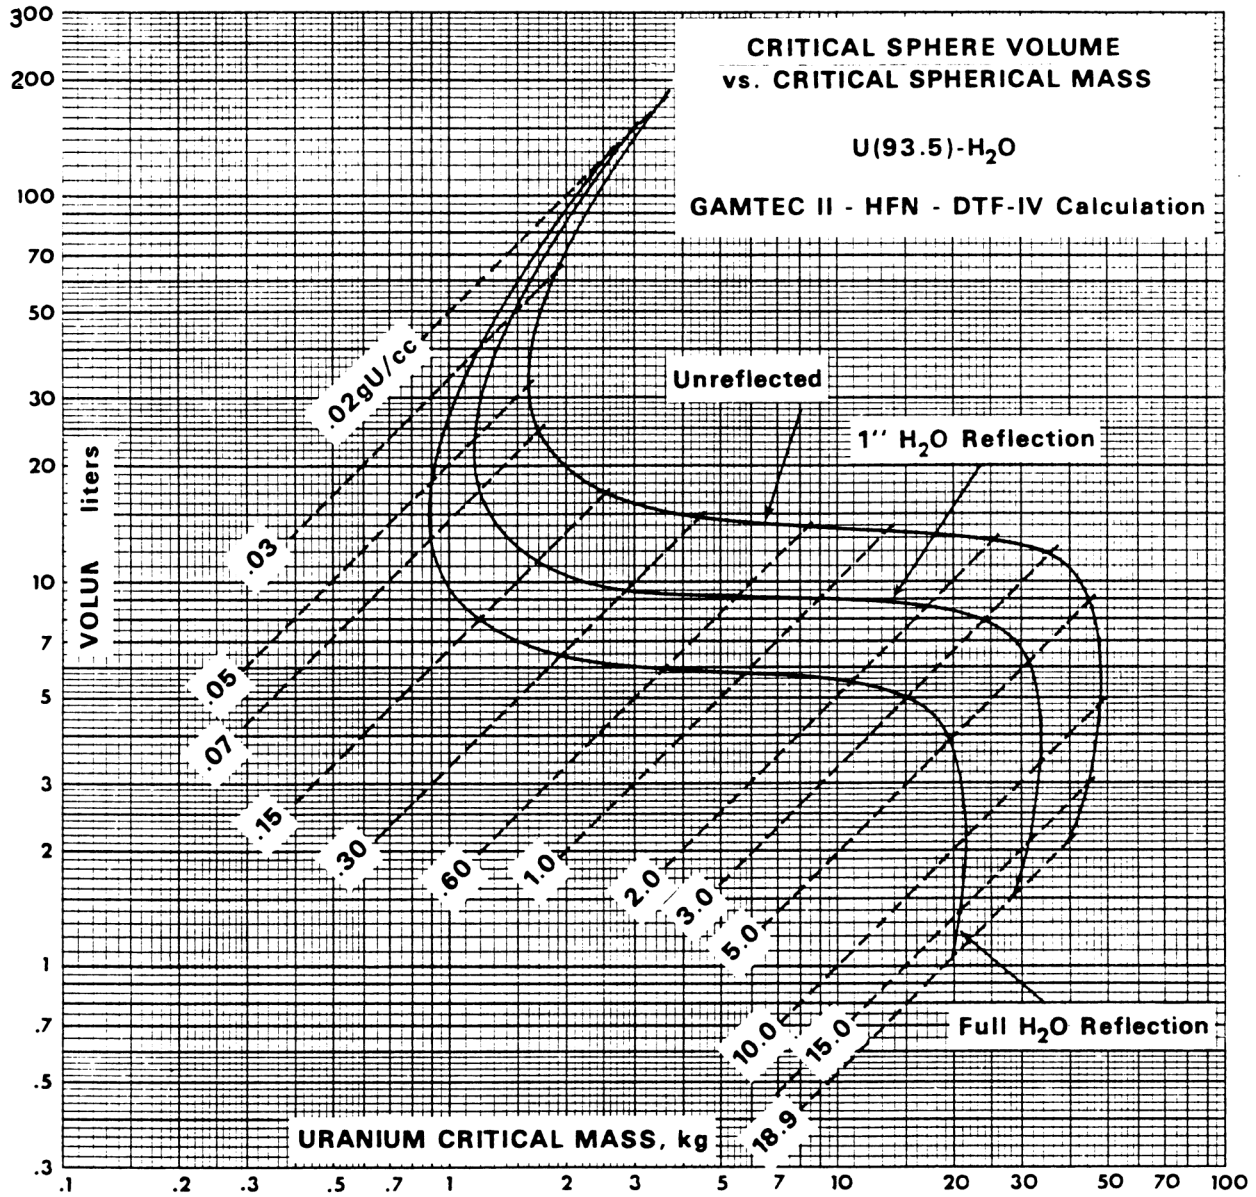 CRITICAL SPHERE VOLUME
vs. CRITICAL SPHERICAL MASS
U(93.5)-H₂O
GAMTEC II - HFN - DTF-IV Calculation
300
200
100
70
50
30
20
10
7
5
3
2
1
.7
.5
.3
liters
Unreflected
1'' H₂O Reflection
Full H₂O Reflection
.02gU/cc
.03
.05
.07
.15
.30
.60
1.0
2.0
3.0
5.0
10.0
15.0
18.9
URANIUM CRITICAL MASS, kg
.1 .2 .3 .5 .7 1 2 3 5 7 10 20 30 50 70 100